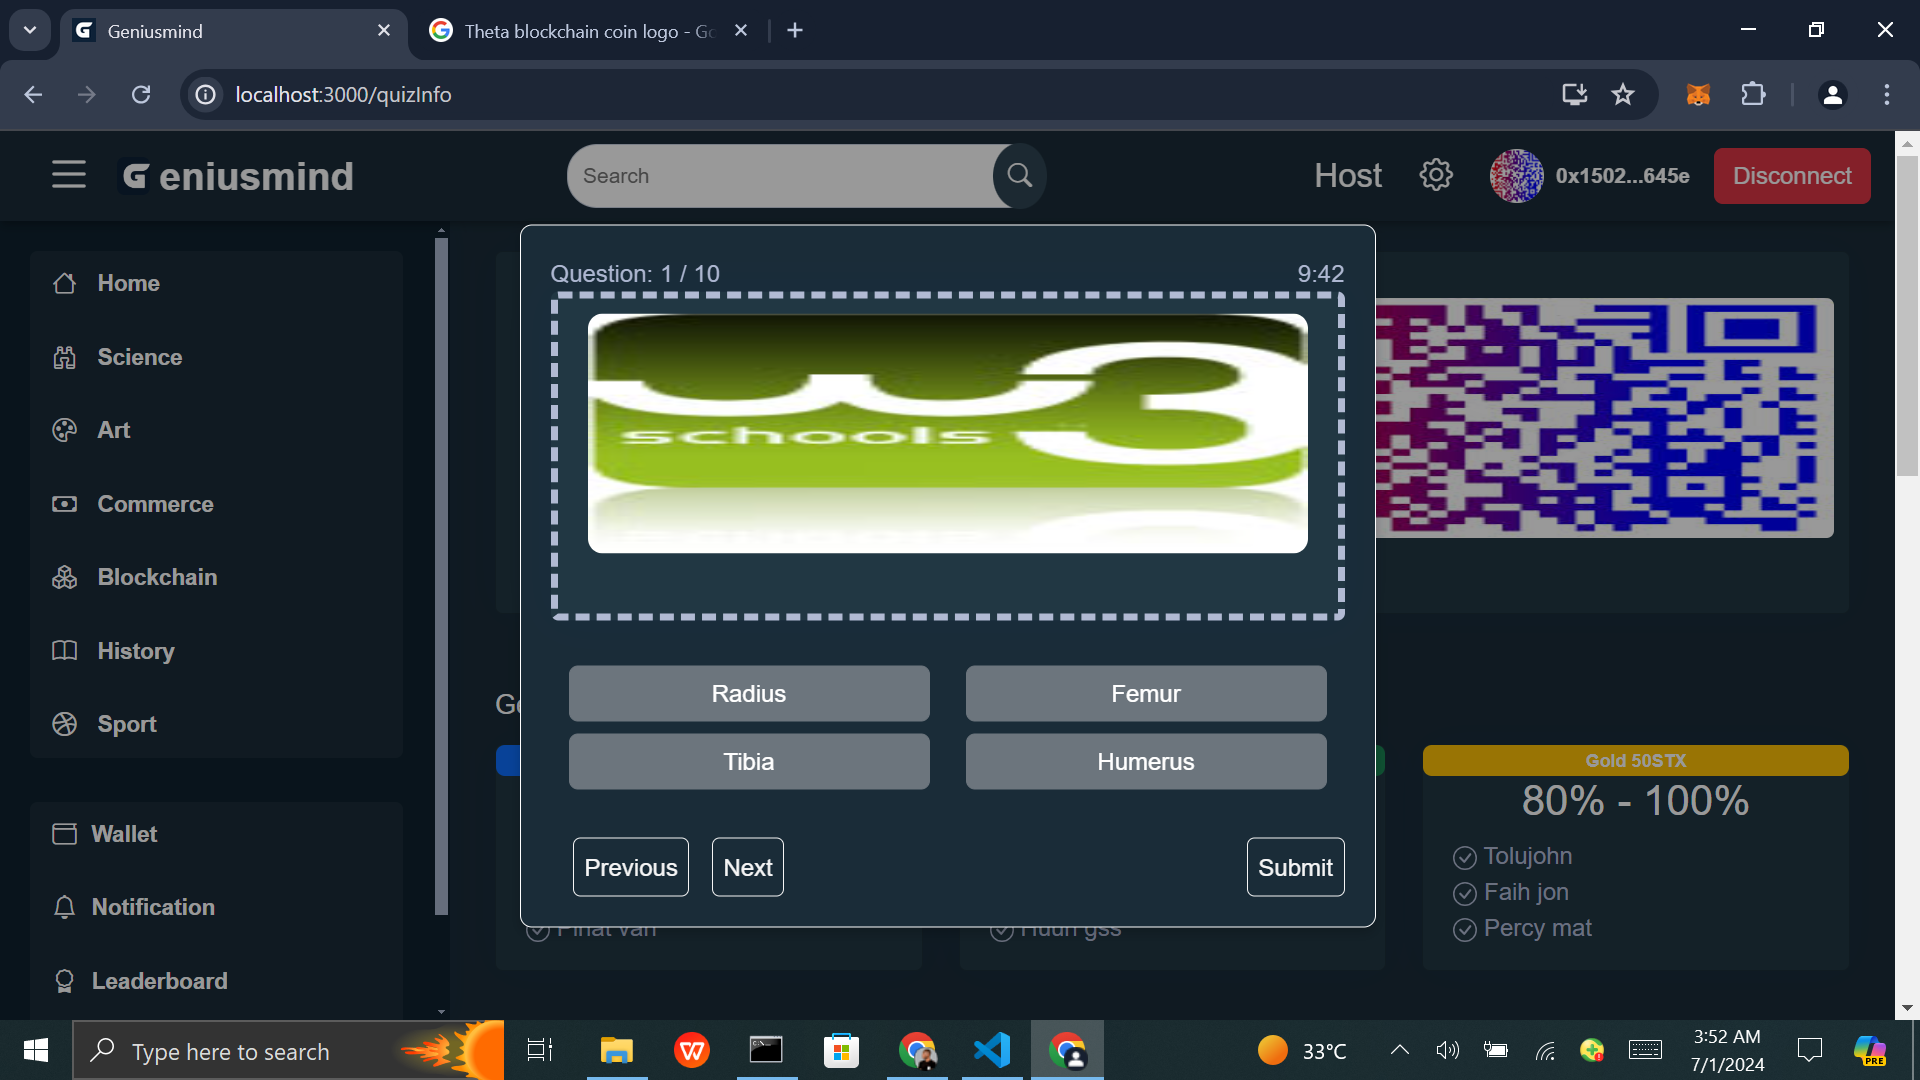 Geniusmind
Theta blockchain coin logo - Go
localhost:3000/quizInfo
Geniusmind
Search
Host
0x1502...645e
Disconnect
Home
Science
Art
Commerce
Blockchain
History
Sport
Wallet
Notification
Leaderboard
Question: 1 / 10
9:42
w3
schools
Radius
Femur
Tibia
Humerus
Previous
Next
Submit
Gold 50STX
80% - 100%
Tolujohn
Faih jon
Percy mat
Type here to search
33°C
3:52 AM
7/1/2024
PRE